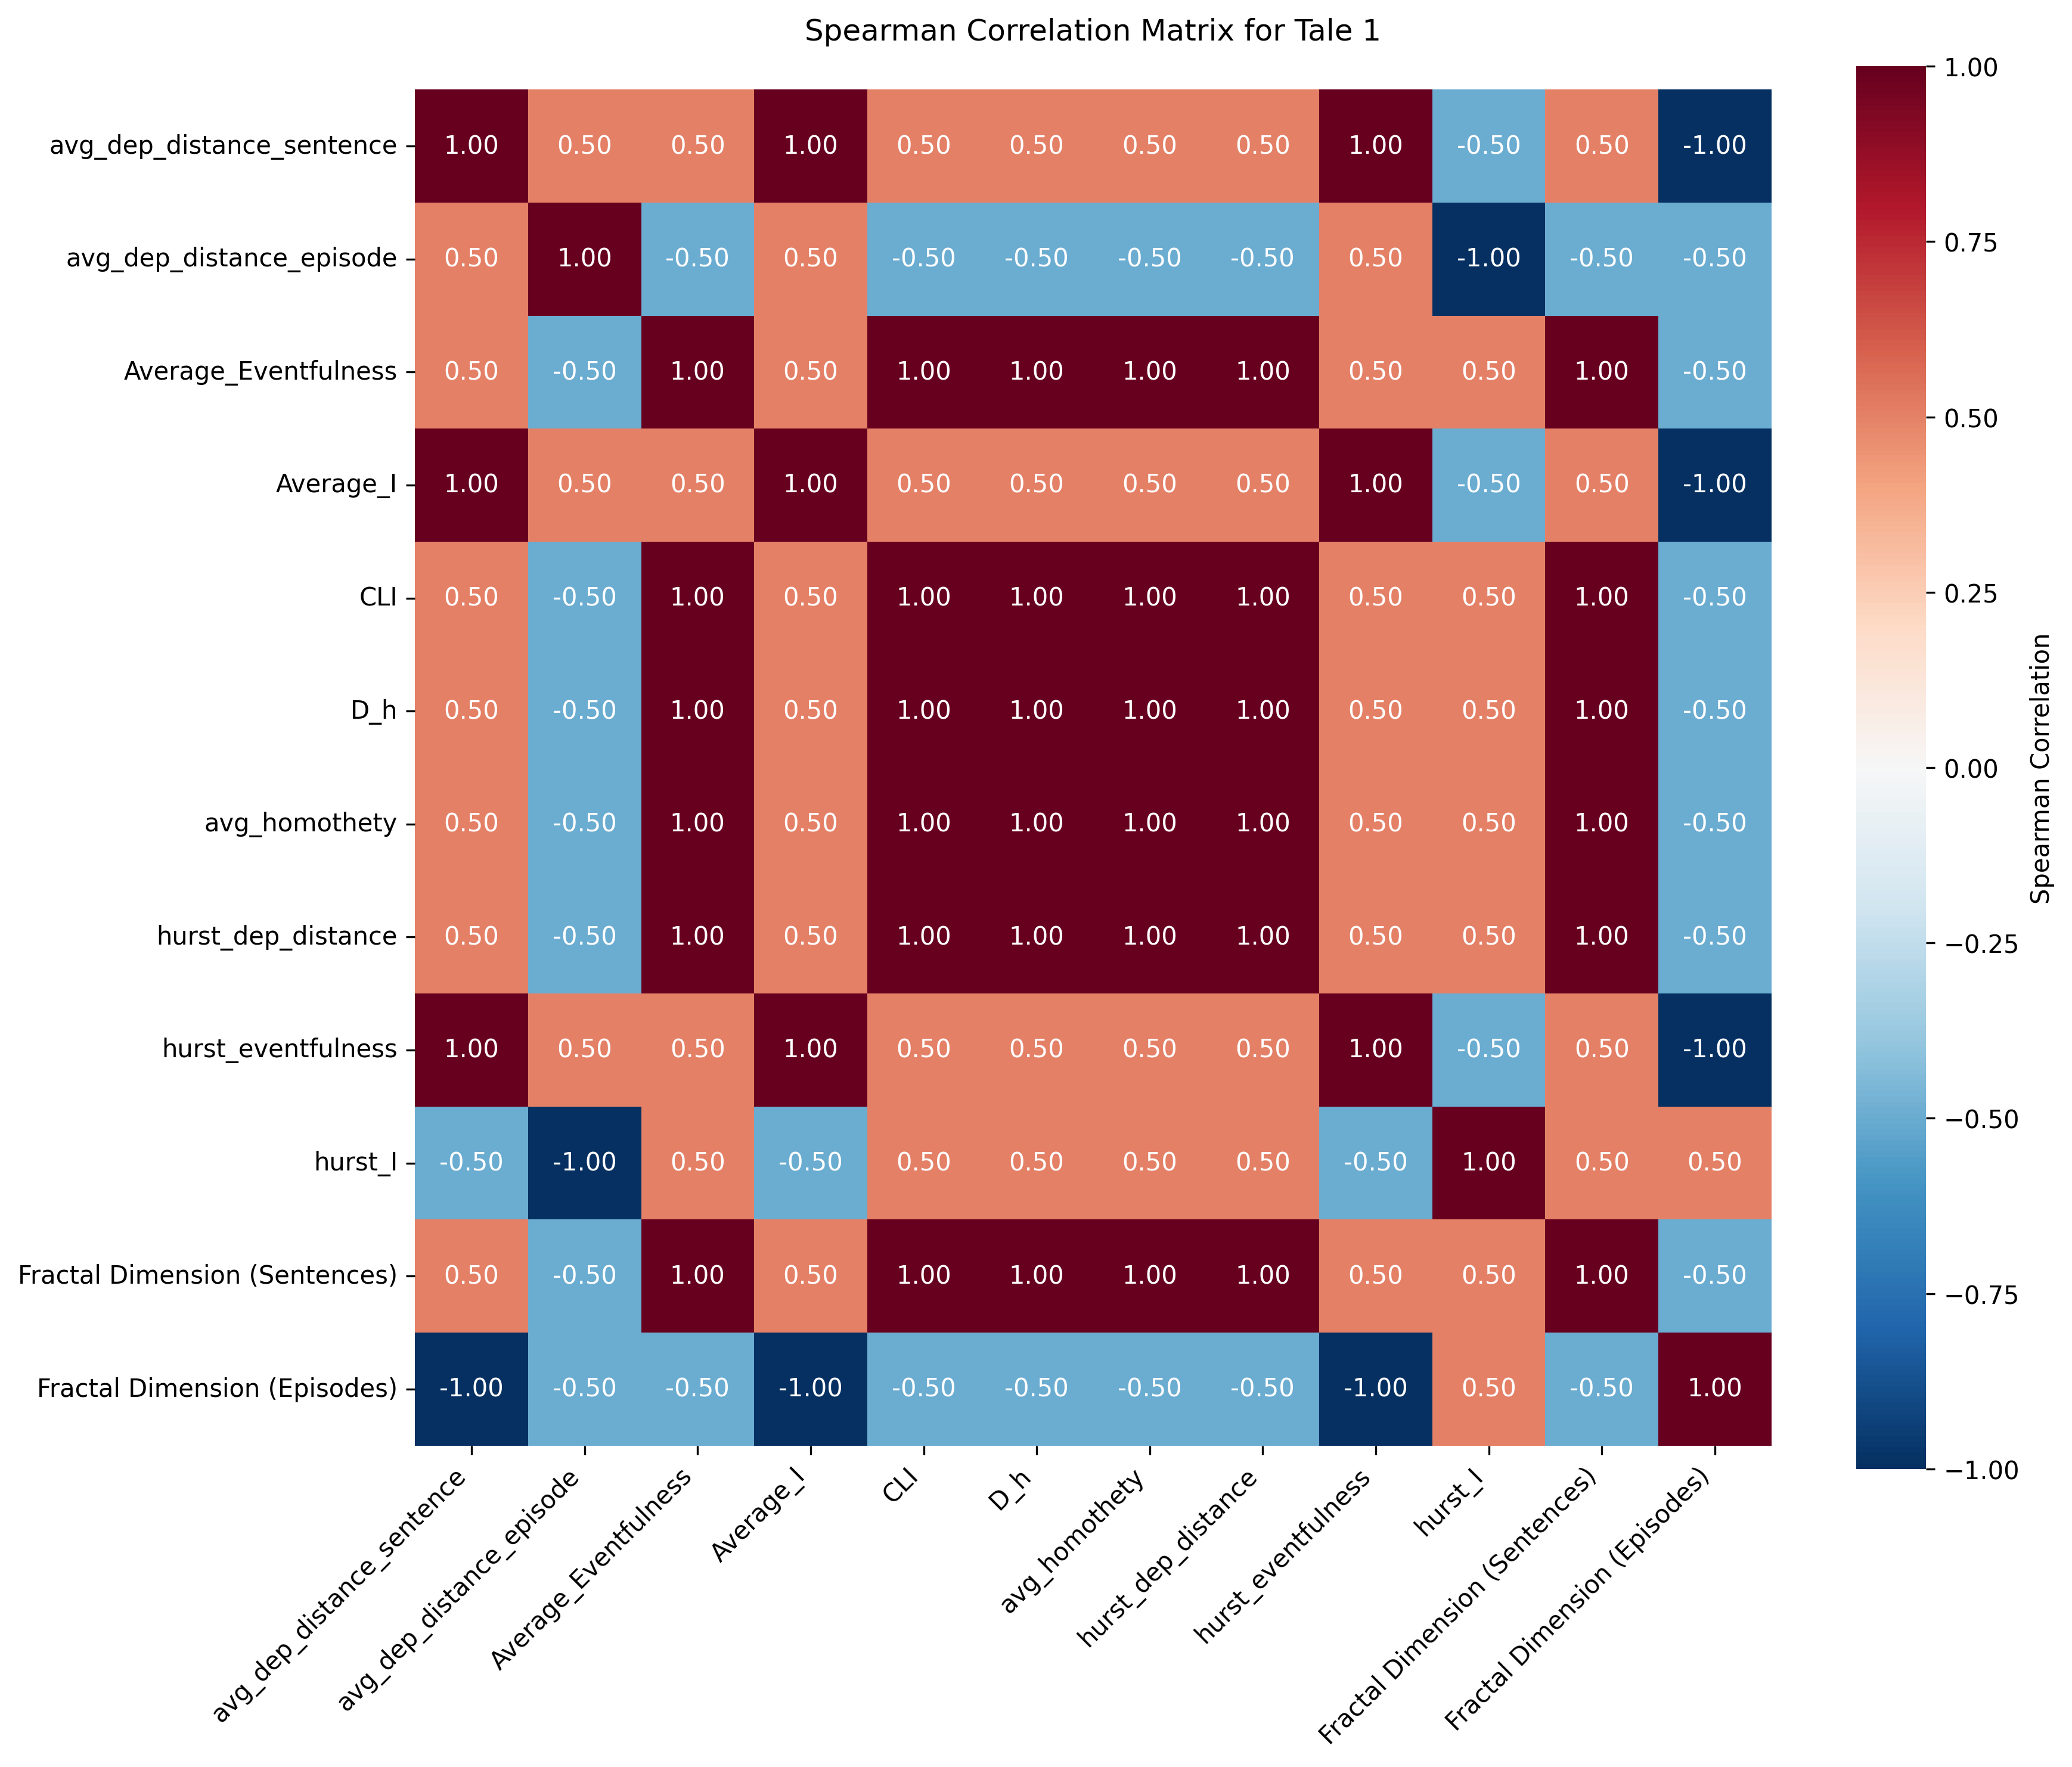 Spearman Correlation Matrix for Tale 1
avg_dep_distance_sentence 1.00 0.50 0.50 1.00 0.50 0.50 0.50 0.50 1.00 -0.50 0.50 -1.00
avg_dep_distance_episode 0.50 1.00 -0.50 0.50 -0.50 -0.50 -0.50 -0.50 0.50 -1.00 -0.50 -0.50
Average_Eventfulness 0.50 -0.50 1.00 0.50 1.00 1.00 1.00 1.00 0.50 0.50 1.00 -0.50
Average_I 1.00 0.50 0.50 1.00 0.50 0.50 0.50 0.50 1.00 -0.50 0.50 -1.00
CLI 0.50 -0.50 1.00 0.50 1.00 1.00 1.00 1.00 0.50 0.50 1.00 -0.50
D_h 0.50 -0.50 1.00 0.50 1.00 1.00 1.00 1.00 0.50 0.50 1.00 -0.50
avg_homothety 0.50 -0.50 1.00 0.50 1.00 1.00 1.00 1.00 0.50 0.50 1.00 -0.50
hurst_dep_distance 0.50 -0.50 1.00 0.50 1.00 1.00 1.00 1.00 0.50 0.50 1.00 -0.50
hurst_eventfulness 1.00 0.50 0.50 1.00 0.50 0.50 0.50 0.50 1.00 -0.50 0.50 -1.00
hurst_I -0.50 -1.00 0.50 -0.50 0.50 0.50 0.50 0.50 -0.50 1.00 0.50 0.50
Fractal Dimension (Sentences) 0.50 -0.50 1.00 0.50 1.00 1.00 1.00 1.00 0.50 0.50 1.00 -0.50
Fractal Dimension (Episodes) -1.00 -0.50 -0.50 -1.00 -0.50 -0.50 -0.50 -0.50 -1.00 0.50 -0.50 1.00
avg_dep_distance_sentence
avg_dep_distance_episode
Average_Eventfulness
Average_I
CLI
D_h
avg_homothety
hurst_dep_distance
hurst_eventfulness
hurst_I
Fractal Dimension (Sentences)
Fractal Dimension (Episodes)
1.00
0.75
0.50
0.25
0.00
−0.25
−0.50
−0.75
−1.00
Spearman Correlation